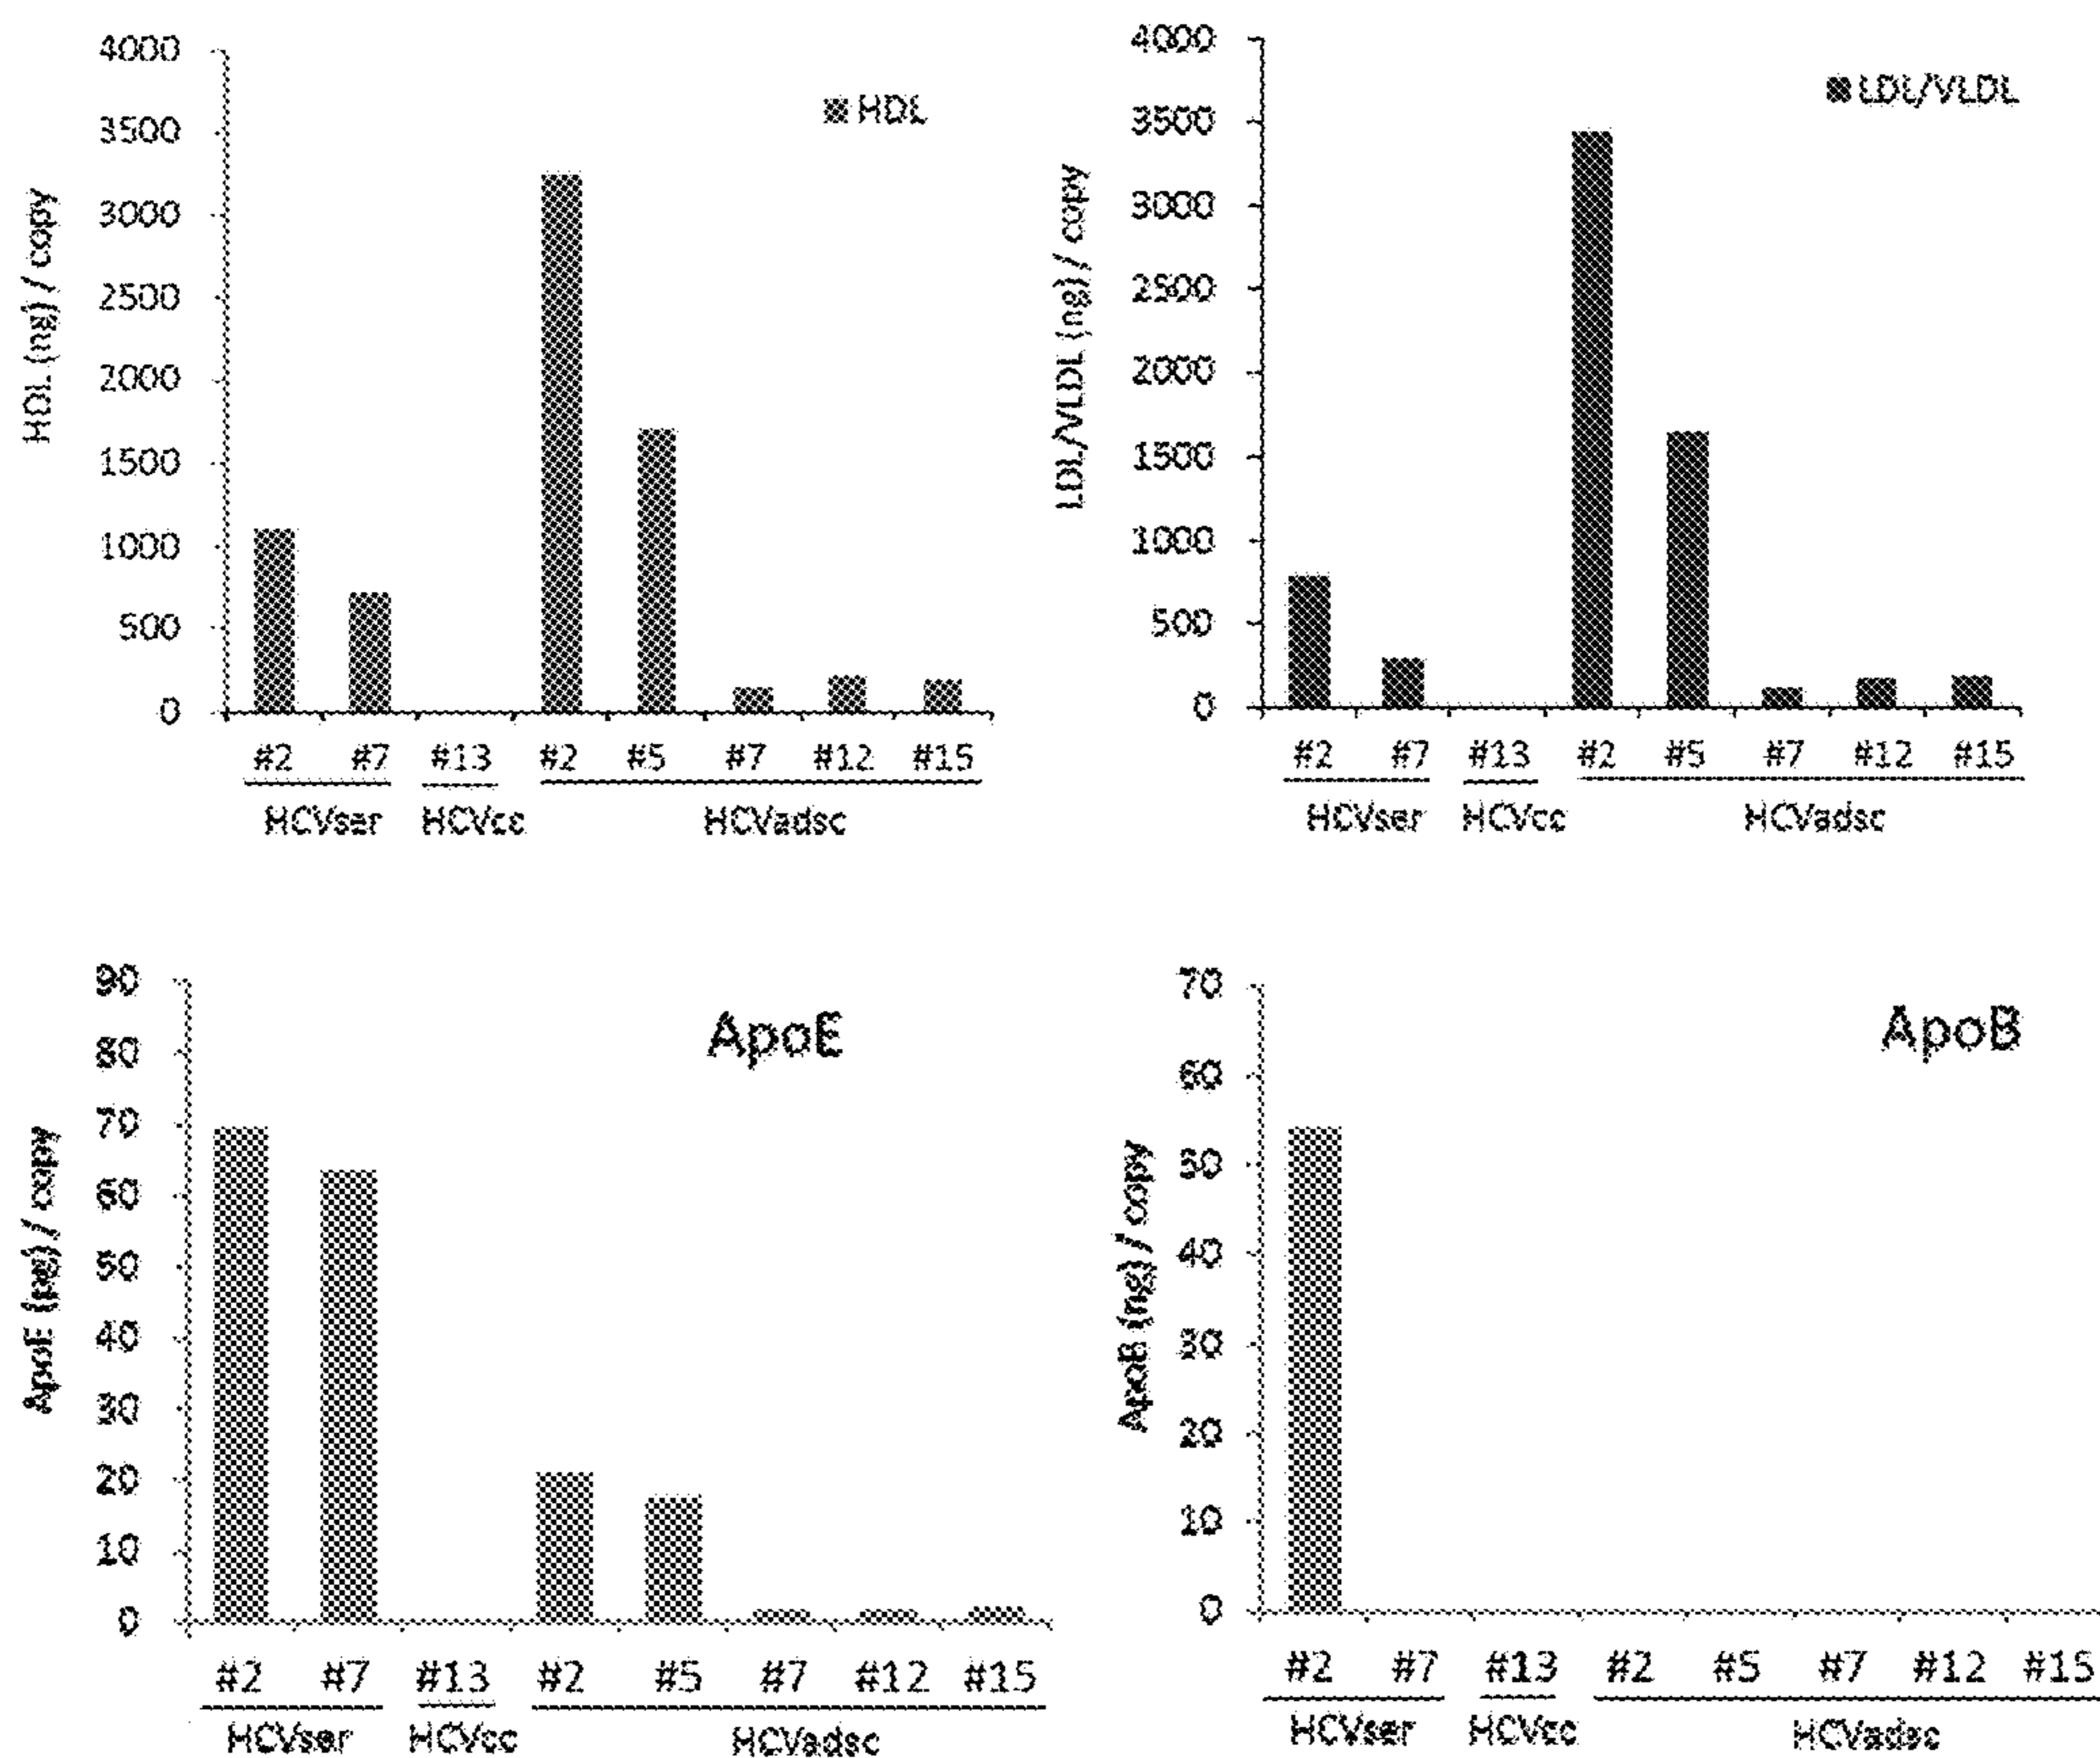 4000
3500
3000
2500
2000
1500
1000
500
0
HDL (ng) / copy
HDL
#2 #7 #13 #2 #5 #7 #12 #15
HCVser HCVcc HCVadsc
4000
3500
3000
2500
2000
1500
1000
500
0
LDL/VLDL (ng) / copy
LDL/VLDL
#2 #7 #13 #2 #5 #7 #12 #15
HCVser HCVcc HCVadsc
90
80
70
60
50
40
30
20
10
0
ApoE (pg) / copy
ApoE
#2 #7 #13 #2 #5 #7 #12 #15
HCVser HCVcc HCVadsc
70
60
50
40
30
20
10
0
ApoB (ng) / copy
ApoB
#2 #7 #13 #2 #5 #7 #12 #15
HCVser HCVcc HCVadsc